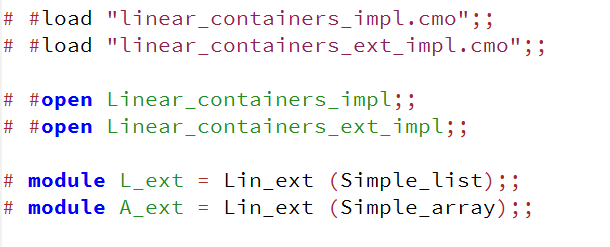 # #load "linear_containers_impl.cmo";;
# #load "linear_containers_ext_impl.cmo";;
# #open Linear_containers_impl;;
# #open Linear_containers_ext_impl;;
# module L_ext = Lin_ext (Simple_list);;
# module A_ext = Lin_ext (Simple_array);;